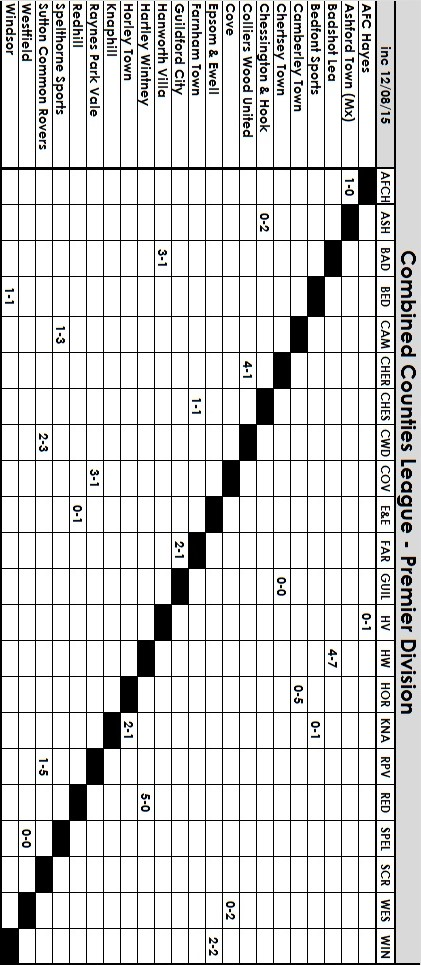 Combined Counties League - Premier Division
inc 12/08/15 AFCH ASH BAD BED CAM CHER CHES CWD COV E&E FAR GUIL HV HW HOR KNA RPV RED SPEL SCR WES WIN
AFC Hayes 0-1
Ashford Town (Mx) 1-0
Badshot Lea 4-7
Bedfont Sports 0-1
Camberley Town 0-5
Chertsey Town 0-0
Chessington & Hook 0-2
Colliers Wood United 4-1
Cove 0-2
Epsom & Ewell 2-2
Farnham Town 1-1
Guildford City 2-1
Hanworth Villa 3-1
Hartley Wintney 5-0
Horley Town 2-1
Knaphill
Raynes Park Vale 3-1
Redhill 0-1
Spelthorne Sports 1-3
Sutton Common Rovers 2-3 1-5
Westfield 0-0
Windsor 1-1